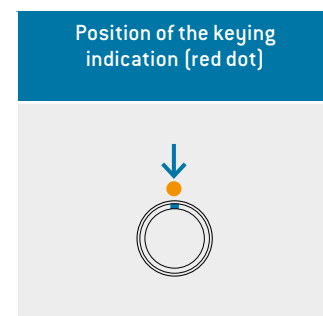 Position of the keying
indication (red dot)